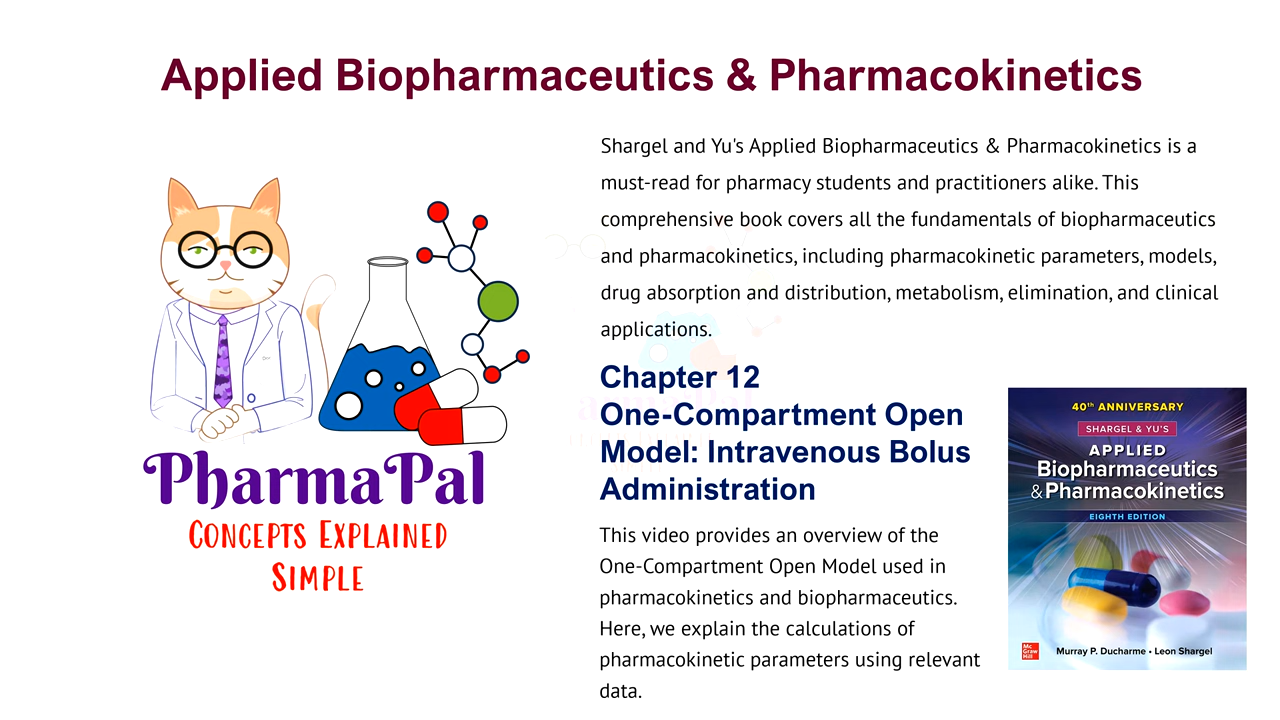 Applied Biopharmaceutics & Pharmacokinetics
Shargel and Yu's Applied Biopharmaceutics & Pharmacokinetics is a
must-read for pharmacy students and practitioners alike. This
comprehensive book covers all the fundamentals of biopharmaceutics
and pharmacokinetics, including pharmacokinetic parameters, models,
drug absorption and distribution, metabolism, elimination, and clinical
applications.
PharmaPal
Concepts Explained
Simple
Chapter 12
One-Compartment Open
Model: Intravenous Bolus
Administration
This video provides an overview of the
One-Compartment Open Model used in
pharmacokinetics and biopharmaceutics.
Here, we explain the calculations of
pharmacokinetic parameters using relevant
data.
40th ANNIVERSARY
SHARGEL & YU'S
APPLIED
Biopharmaceutics
& Pharmacokinetics
EIGHTH EDITION
Mc
Graw
Hill
Murray P. Ducharme • Leon Shargel